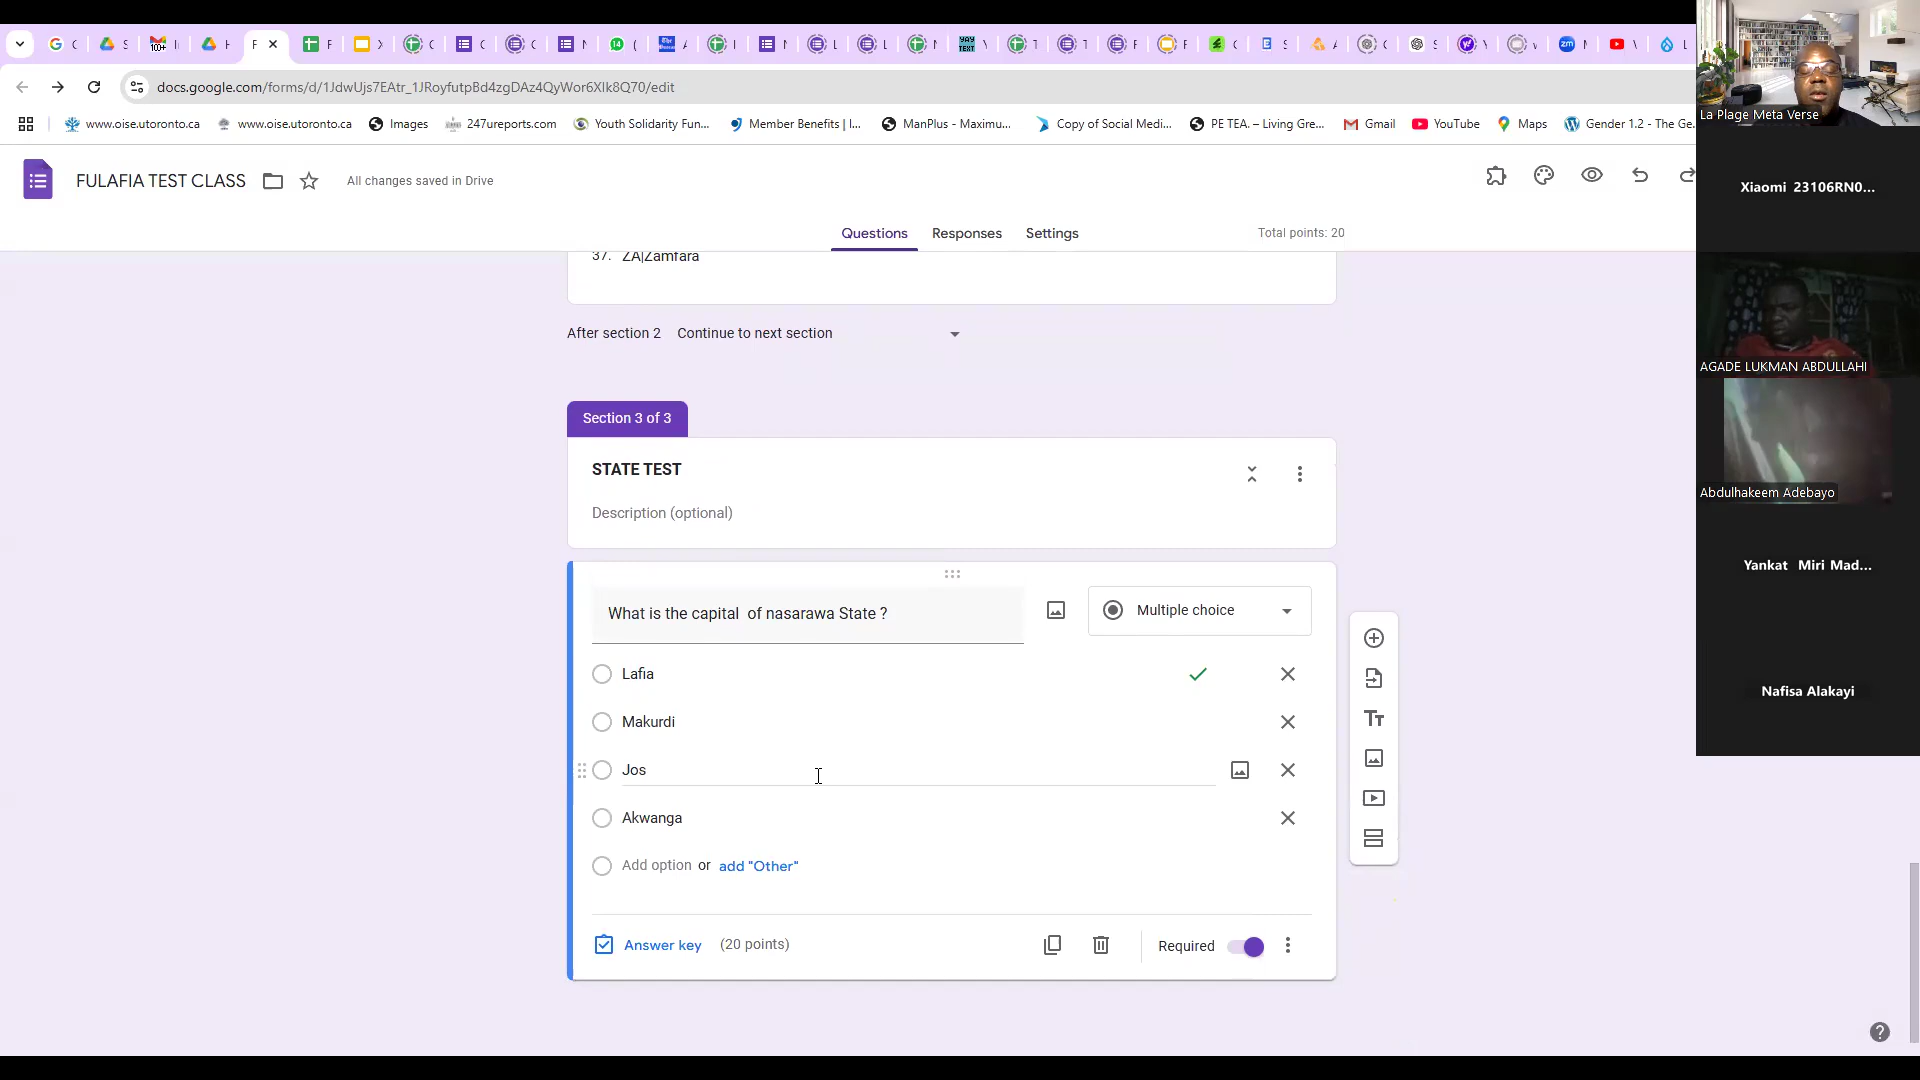 docs.google.com/forms/d/1JdwUjs7EAtr_1JRoyfutpBd4zgDAz4QyWor6XIk8Q70/edit
La Plage Meta Verse
www.oise.utoronto.ca
www.oise.utoronto.ca
Images
247ureports.com
Youth Solidarity Fun...
Member Benefits | I...
ManPlus - Maximu...
Copy of Social Medi...
PE TEA. – Living Gre...
Gmail
YouTube
Maps
Gender 1.2 - The Ge...
FULAFIA TEST CLASS
All changes saved in Drive
Xiaomi 23106RN0...
Questions
Responses
Settings
Total points: 20
37. ZA|Zamfara
After section 2 Continue to next section
AGADE LUKMAN ABDULLAHI
Section 3 of 3
STATE TEST
Description (optional)
Abdulhakeem Adebayo
Yankat Miri Mad...
What is the capital  of nasarawa State ?
Multiple choice
Lafia
Nafisa Alakayi
Makurdi
Jos
Akwanga
Add option or add "Other"
Answer key (20 points)
Required